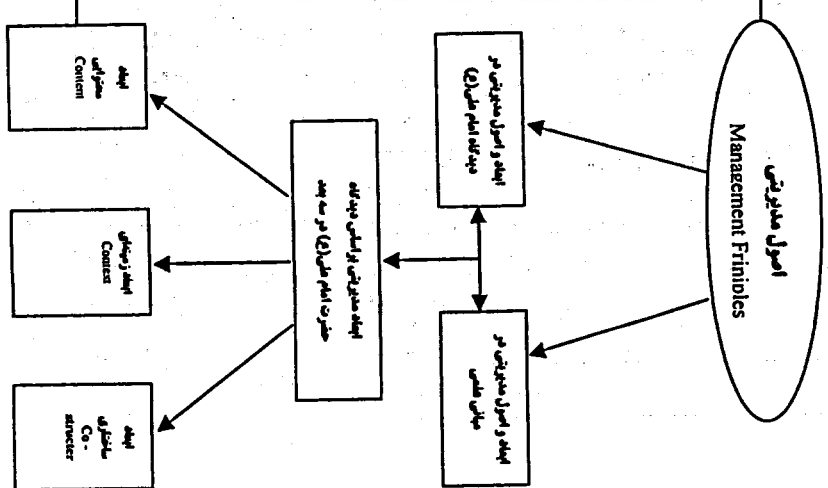 اصول مدیریتی
Management Frinibles
ابعاد و اصول مدیریتی در
دیدگاه امام علی(ع)
ابعاد و اصول مدیریتی در
مبانی علمی
ابعاد مدیریتی بر اساس دیدگاه
حضرت امام علی(ع) در سه بعد
ابعاد
محتوایی
Content
ابعاد زمینه‌ای
Context
ابعاد
ساختاری
Co -
structer